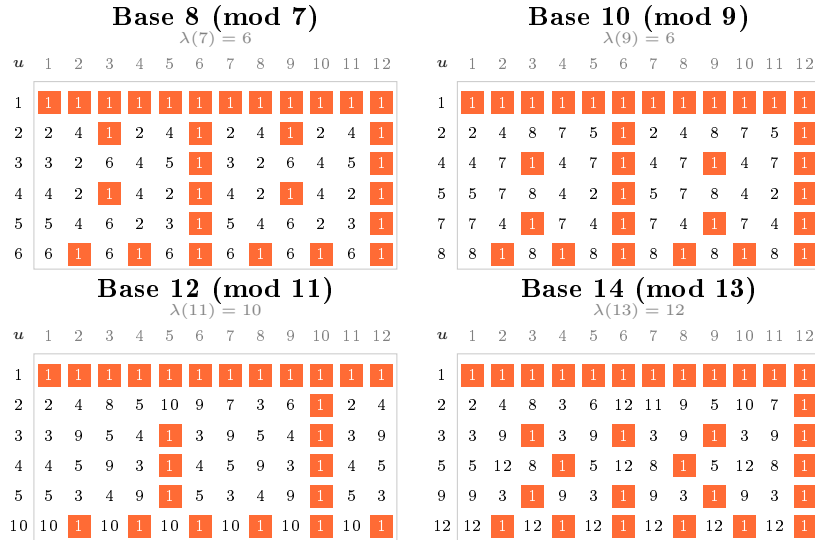 Base 8 (mod 7)
λ(7) = 6
u 1 2 3 4 5 6 7 8 9 10 11 12
1 1 1 1 1 1 1 1 1 1 1 1 1
2 2 4 1 2 4 1 2 4 1 2 4 1
3 3 2 6 4 5 1 3 2 6 4 5 1
4 4 2 1 4 2 1 4 2 1 4 2 1
5 5 4 6 2 3 1 5 4 6 2 3 1
6 6 1 6 1 6 1 6 1 6 1 6 1
Base 10 (mod 9)
λ(9) = 6
u 1 2 3 4 5 6 7 8 9 10 11 12
1 1 1 1 1 1 1 1 1 1 1 1 1
2 2 4 8 7 5 1 2 4 8 7 5 1
4 4 7 1 4 7 1 4 7 1 4 7 1
5 5 7 8 4 2 1 5 7 8 4 2 1
7 7 4 1 7 4 1 7 4 1 7 4 1
8 8 1 8 1 8 1 8 1 8 1 8 1
Base 12 (mod 11)
λ(11) = 10
u 1 2 3 4 5 6 7 8 9 10 11 12
1 1 1 1 1 1 1 1 1 1 1 1 1
2 2 4 8 5 10 9 7 3 6 1 2 4
3 3 9 5 4 1 3 9 5 4 1 3 9
4 4 5 9 3 1 4 5 9 3 1 4 5
5 5 3 4 9 1 5 3 4 9 1 5 3
10 10 1 10 1 10 1 10 1 10 1 10 1
Base 14 (mod 13)
λ(13) = 12
u 1 2 3 4 5 6 7 8 9 10 11 12
1 1 1 1 1 1 1 1 1 1 1 1 1
2 2 4 8 3 6 12 11 9 5 10 7 1
3 3 9 1 3 9 1 3 9 1 3 9 1
5 5 12 8 1 5 12 8 1 5 12 8 1
9 9 3 1 9 3 1 9 3 1 9 3 1
12 12 1 12 1 12 1 12 1 12 1 12 1